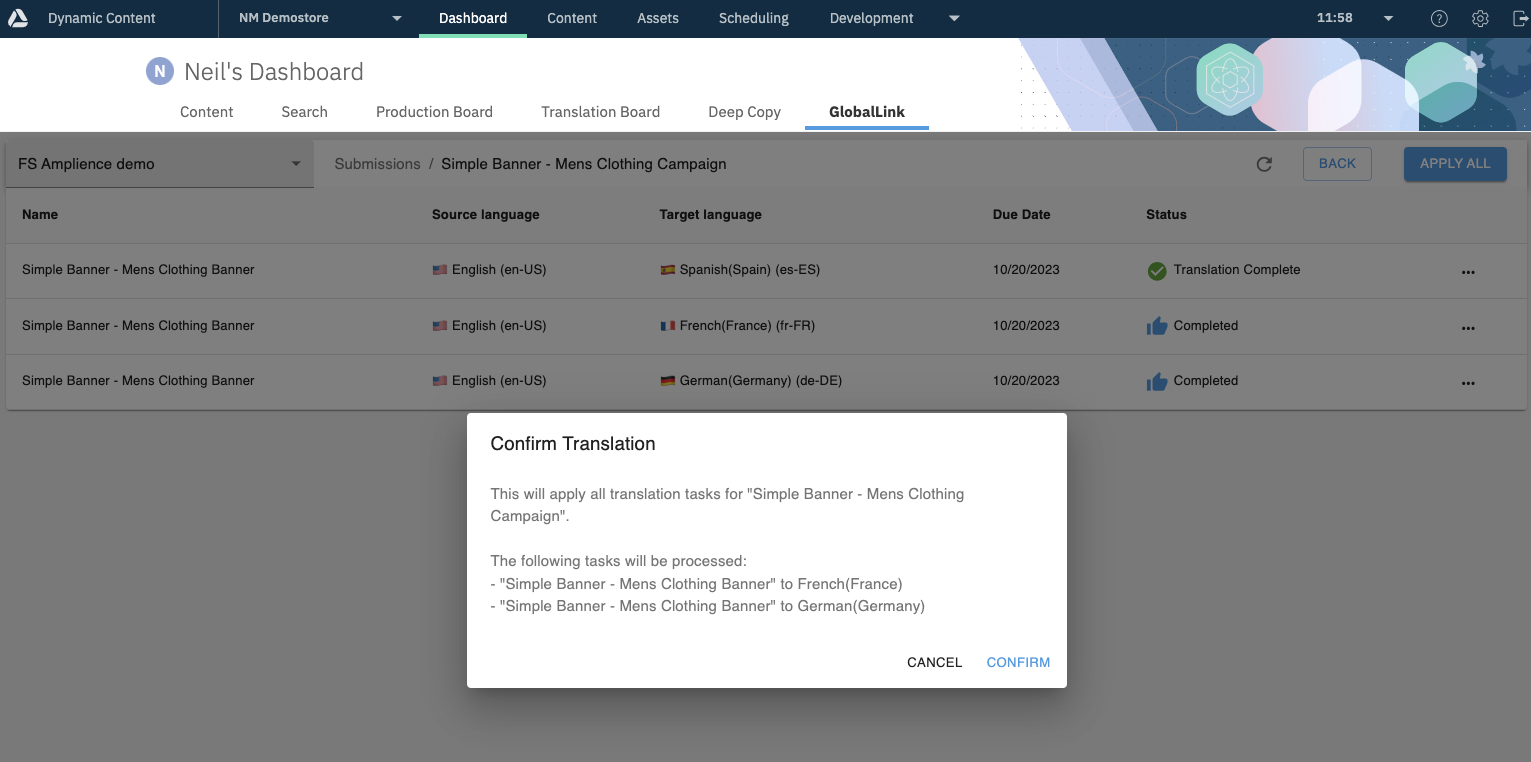 Dynamic Content
NM Demostore
Dashboard
Content
Assets
Scheduling
Development
11:58
?
N
Neil's Dashboard
Content
Search
Production Board
Translation Board
Deep Copy
GlobalLink
FS Amplience demo
Submissions / Simple Banner - Mens Clothing Campaign
BACK
APPLY ALL
Name Source language Target language Due Date Status
Simple Banner - Mens Clothing Banner English (en-US) Spanish(Spain) (es-ES) 10/20/2023 Translation Complete
Simple Banner - Mens Clothing Banner English (en-US) French(France) (fr-FR) 10/20/2023 Completed
Simple Banner - Mens Clothing Banner English (en-US) German(Germany) (de-DE) 10/20/2023 Completed
Confirm Translation
This will apply all translation tasks for "Simple Banner - Mens Clothing
Campaign".
The following tasks will be processed:
- "Simple Banner - Mens Clothing Banner" to French(France)
- "Simple Banner - Mens Clothing Banner" to German(Germany)
CANCEL CONFIRM